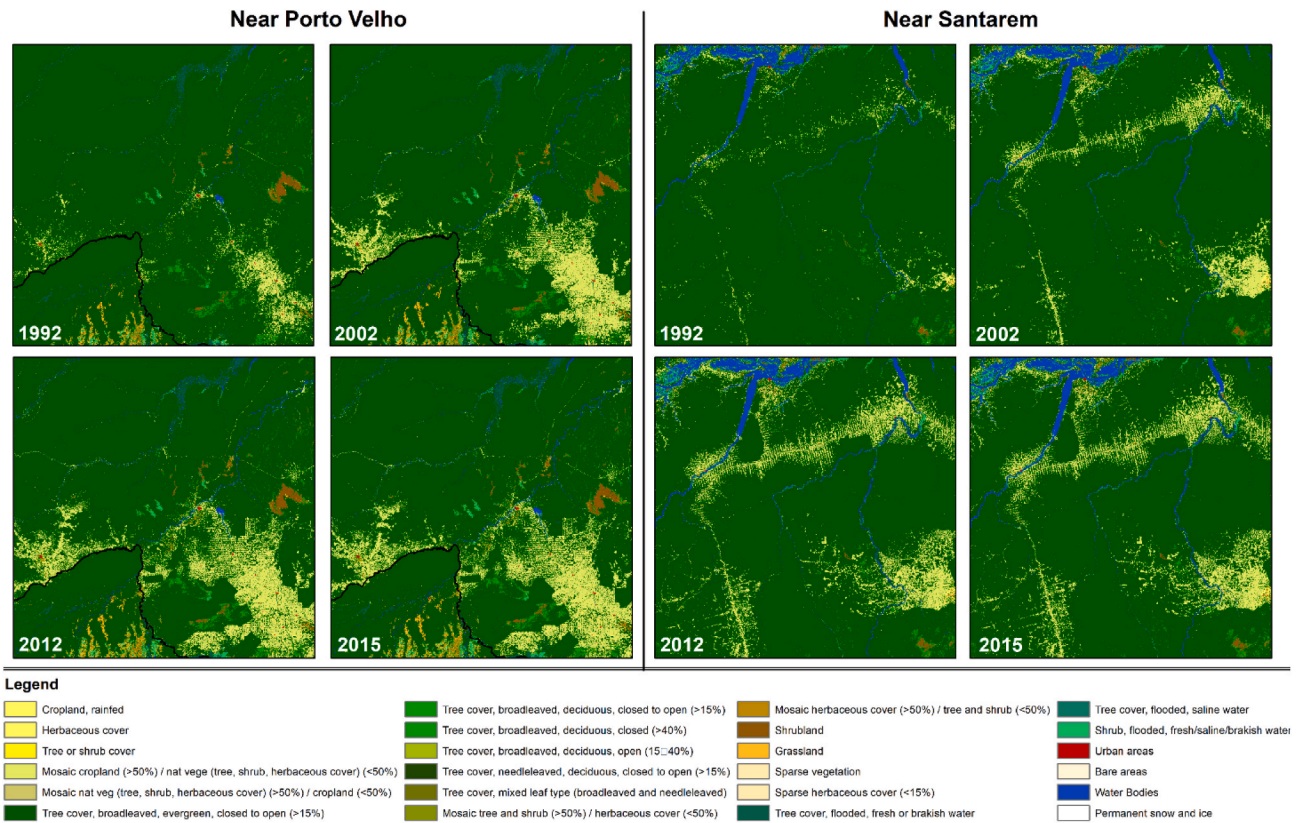 Near Porto Velho
Near Santarem
1992
2002
1992
2002
2012
2015
2012
2015
Legend
Cropland, rainfed
Herbaceous cover
Tree or shrub cover
Mosaic cropland (>50%) / nat vege (tree, shrub, herbaceous cover) (<50%)
Mosaic nat veg (tree, shrub, herbaceous cover) (>50%) / cropland (<50%)
Tree cover, broadleaved, evergreen, closed to open (>15%)
Tree cover, broadleaved, deciduous, closed to open (>15%)
Tree cover, broadleaved, deciduous, closed (>40%)
Tree cover, broadleaved, deciduous, open (15□40%)
Tree cover, needleleaved, deciduous, closed to open (>15%)
Tree cover, mixed leaf type (broadleaved and needleleved)
Mosaic tree and shrub (>50%) / herbaceous cover (<50%)
Mosaic herbaceous cover (>50%) / tree and shrub (<50%)
Shrubland
Grassland
Sparse vegetation
Sparse herbaceous cover (<15%)
Tree cover, flooded, fresh or brakish water
Tree cover, flooded, saline water
Shrub, flooded, fresh/saline/brakish water
Urban areas
Bare areas
Water Bodies
Permanent snow and ice